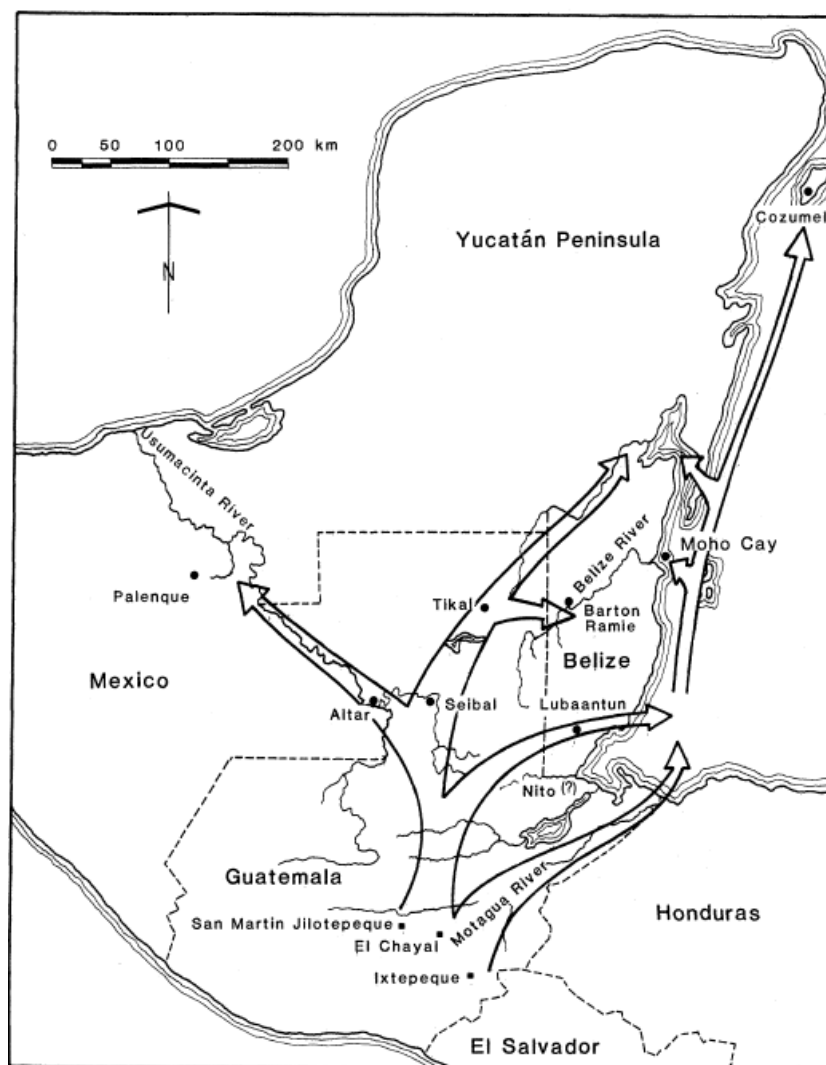 0 50 100 200 km
N
Yucatán Peninsula
Cozumel
Usumacinta River
Palenque
Tikal
Belize River
Moho Cay
Barton
Ramie
Belize
Mexico
Altar
Seibal
Lubaantun
Nito (?)
Guatemala
Motagua River
San Martin Jilotepeque
El Chayal
Honduras
Ixtepeque
El Salvador